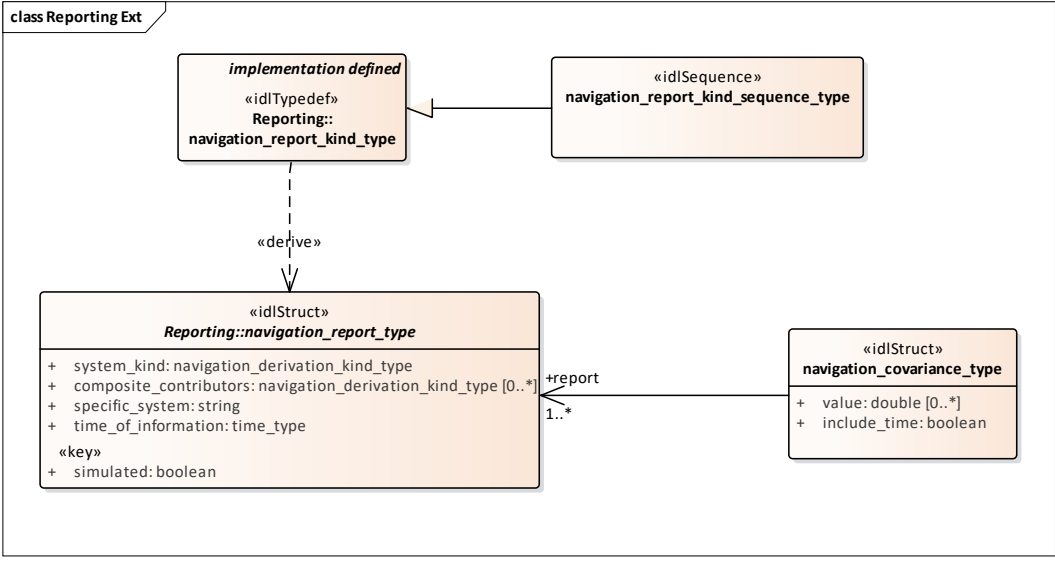 class Reporting Ext
implementation defined
«idlTypedef»
Reporting::
navigation_report_kind_type
«idlSequence»
navigation_report_kind_sequence_type
«derive»
«idlStruct»
Reporting::navigation_report_type
+ system_kind: navigation_derivation_kind_type
+ composite_contributors: navigation_derivation_kind_type [0..*]
+ specific_system: string
+ time_of_information: time_type
«key»
+ simulated: boolean
+report
1..*
«idlStruct»
navigation_covariance_type
+ value: double [0..*]
+ include_time: boolean